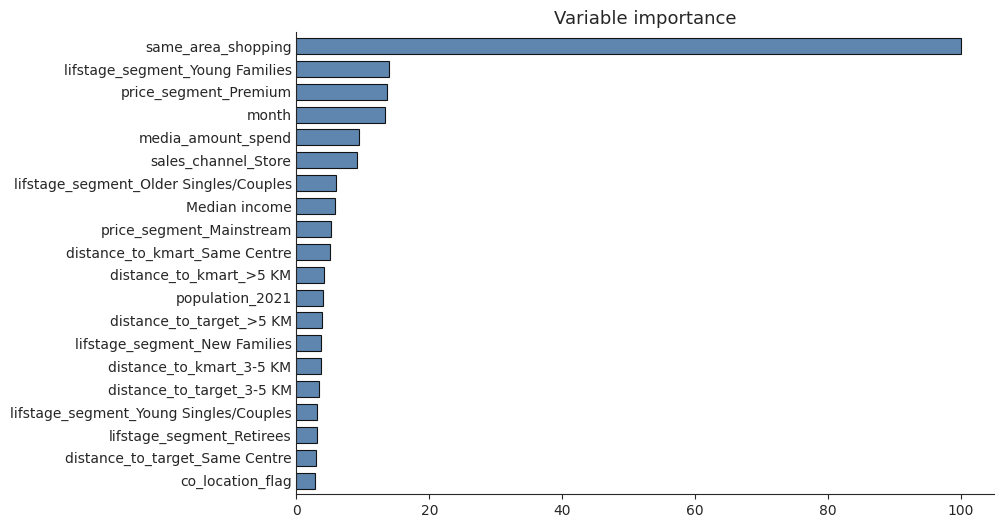 Variable importance
same_area_shopping
lifstage_segment_Young Families
price_segment_Premium
month
media_amount_spend
sales_channel_Store
lifstage_segment_Older Singles/Couples
Median income
price_segment_Mainstream
distance_to_kmart_Same Centre
distance_to_kmart_>5 KM
population_2021
distance_to_target_>5 KM
lifstage_segment_New Families
distance_to_kmart_3-5 KM
distance_to_target_3-5 KM
lifstage_segment_Young Singles/Couples
lifstage_segment_Retirees
distance_to_target_Same Centre
co_location_flag
0 20 40 60 80 100